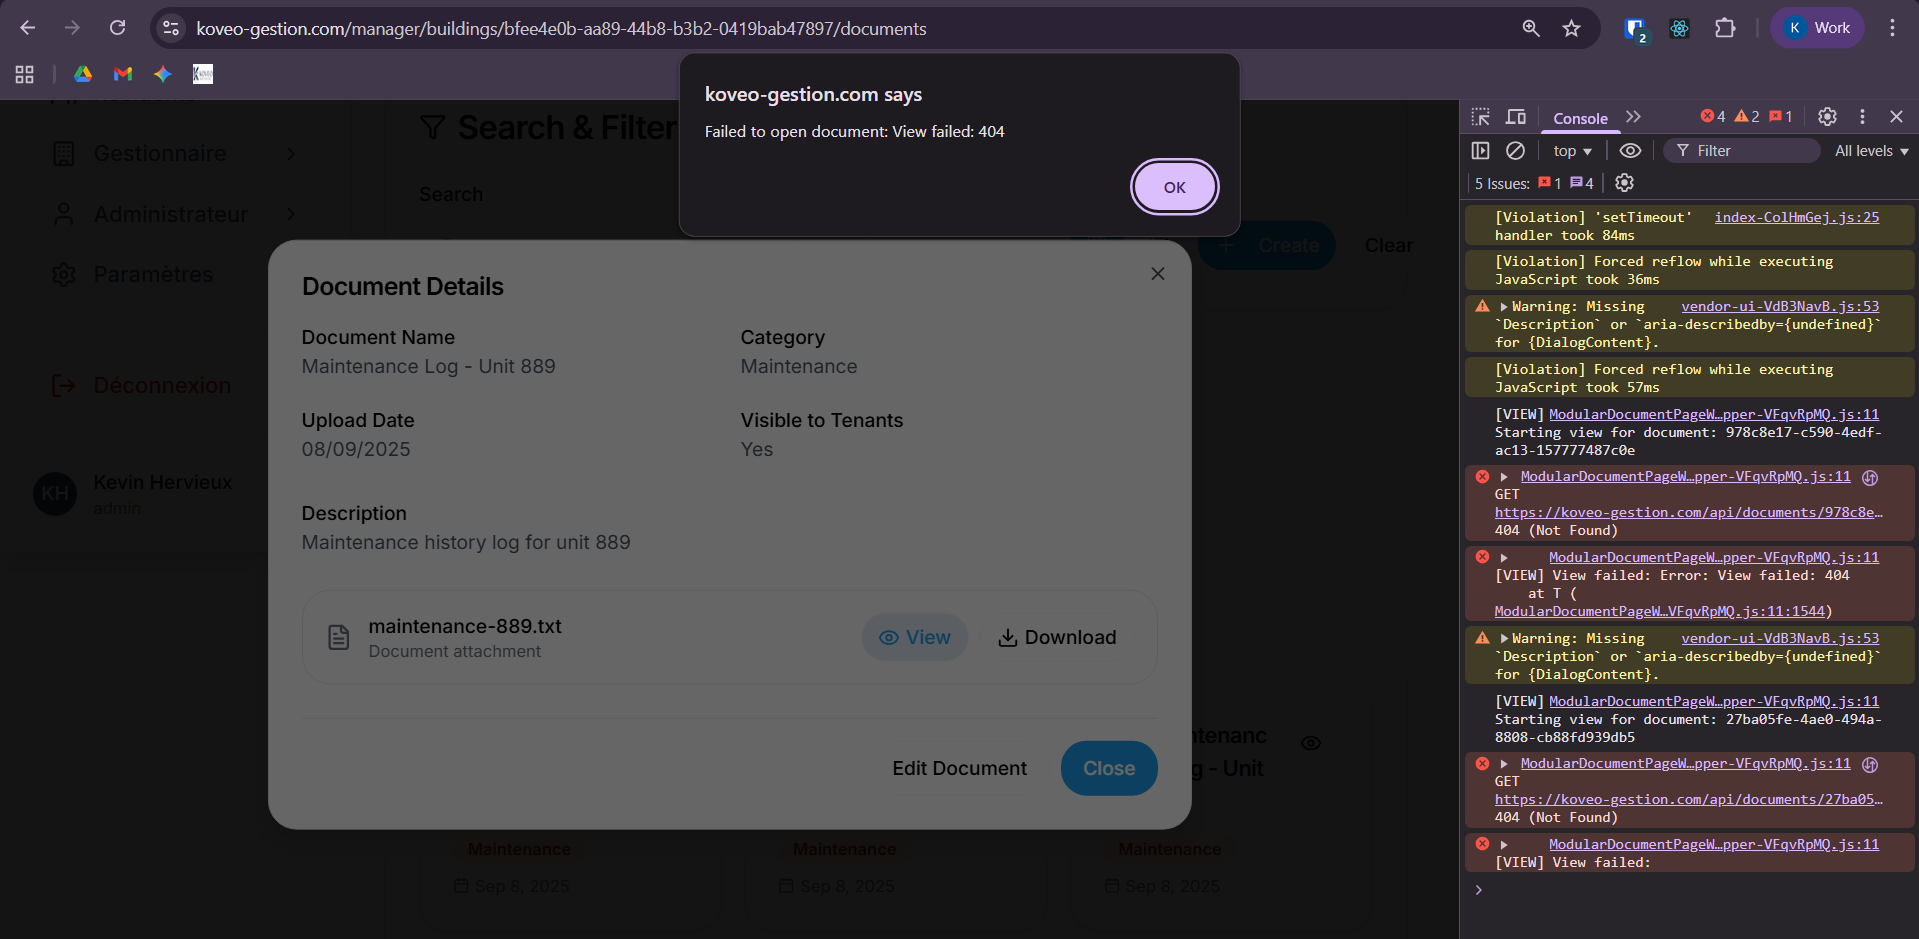 koveo-gestion.com/manager/buildings/bfee4e0b-aa89-44b8-b3b2-0419bab47897/documents
2
K Work
koveo-gestion.com says
Failed to open document: View failed: 404
OK
Gestionnaire
Administrateur
Paramètres
Déconnexion
KH
Kevin Hervieux
admin
Search & Filter
Search
Create
Clear
Document Details
Document Name
Maintenance Log - Unit 889
Category
Maintenance
Upload Date
08/09/2025
Visible to Tenants
Yes
Description
Maintenance history log for unit 889
maintenance-889.txt
Document attachment
View
Download
Edit Document
Close
ntenanc
g - Unit
Maintenance
Sep 8, 2025
Maintenance
Sep 8, 2025
Maintenance
Sep 8, 2025
Console
4
2
1
top
Filter
All levels
5 Issues:
1
4
[Violation] 'setTimeout' index-ColHmGej.js:25
handler took 84ms
[Violation] Forced reflow while executing
JavaScript took 36ms
Warning: Missing vendor-ui-VdB3NavB.js:53
`Description` or `aria-describedby={undefined}`
for {DialogContent}.
[Violation] Forced reflow while executing
JavaScript took 57ms
[VIEW] ModularDocumentPageW…pper-VFqvRpMQ.js:11
Starting view for document: 978c8e17-c590-4edf-
ac13-157777487c0e
ModularDocumentPageW…pper-VFqvRpMQ.js:11
GET
https://koveo-gestion.com/api/documents/978c8e…
404 (Not Found)
ModularDocumentPageW…pper-VFqvRpMQ.js:11
[VIEW] View failed: Error: View failed: 404
at T (
ModularDocumentPageW…VFqvRpMQ.js:11:1544)
Warning: Missing vendor-ui-VdB3NavB.js:53
`Description` or `aria-describedby={undefined}`
for {DialogContent}.
[VIEW] ModularDocumentPageW…pper-VFqvRpMQ.js:11
Starting view for document: 27ba05fe-4ae0-494a-
8808-cb88fd939db5
ModularDocumentPageW…pper-VFqvRpMQ.js:11
GET
https://koveo-gestion.com/api/documents/27ba05…
404 (Not Found)
ModularDocumentPageW…pper-VFqvRpMQ.js:11
[VIEW] View failed: